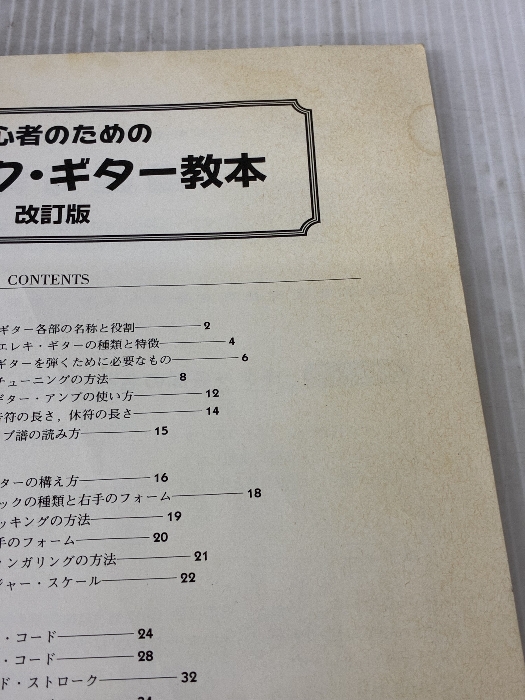 心者のための
ク・ギター教本
改訂版
CONTENTS
ギター各部の名称と役割 2
エレキ・ギターの種類と特徴 4
ギターを弾くために必要なもの 6
チューニングの方法 8
ギター・アンプの使い方 12
音符の長さ，休符の長さ 14
ブ譜の読み方 15
ターの構え方 16
ックの種類と右手のフォーム 18
ッキングの方法 19
手のフォーム 20
ィンガリングの方法 21
ジャー・スケール 22
・コード 24
・コード 28
ド・ストローク 32